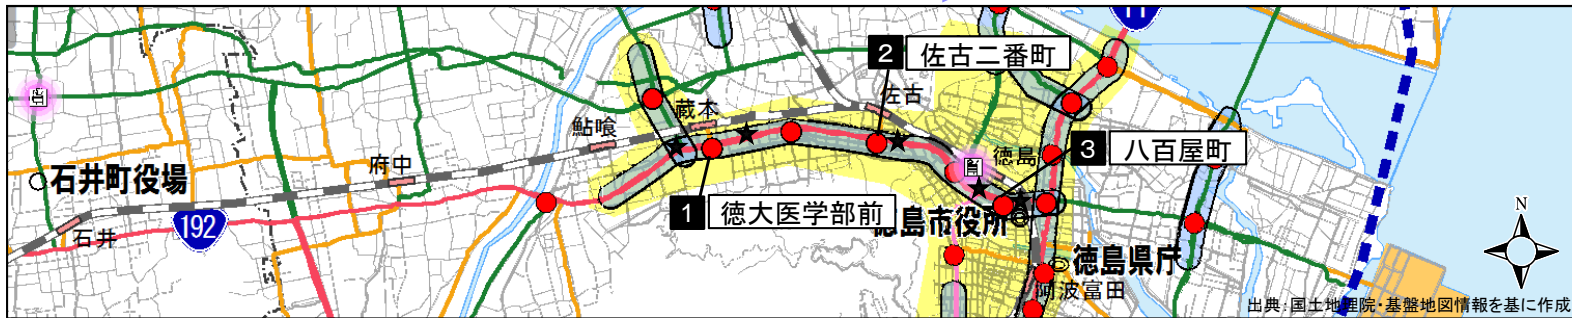 11
2 佐古二番町
佐古
蔵本
鮎喰
府中
石井町役場
192
石井
1 徳大医学部前
徳島
3 八百屋町
徳島市役所
徳島県庁
阿波富田
N
出典:国土地理院・基盤地図情報を基に作成